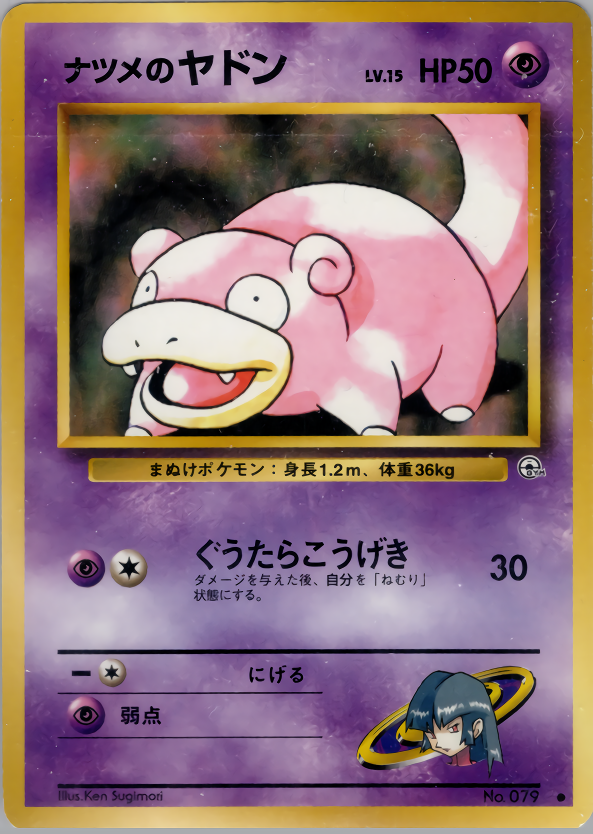 ナツメのヤドン LV.15 HP50
まぬけポケモン：身長1.2m、体重36kg
GYM
ぐうたらこうげき 30
ダメージを与えた後、自分を「ねむり」
状態にする。
にげる
弱点
Illus.Ken Sugimori No.079 ●